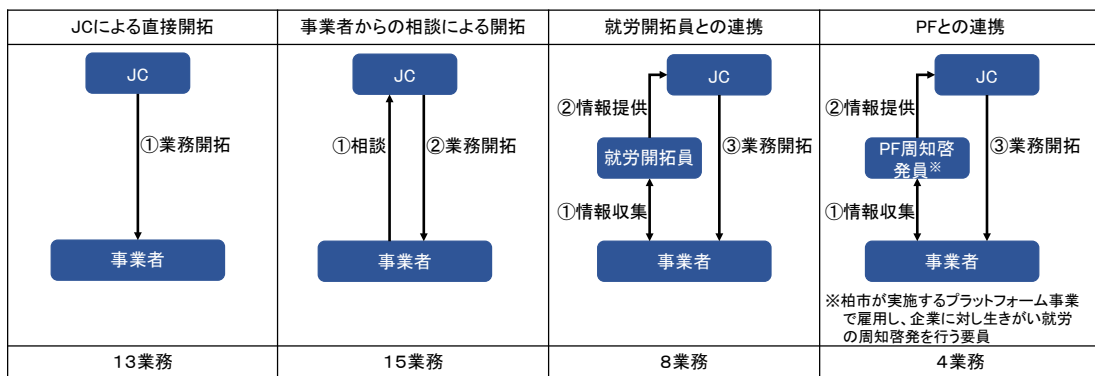 JCによる直接開拓
JC
①業務開拓
事業者
13業務
事業者からの相談による開拓
JC
①相談
②業務開拓
事業者
15業務
就労開拓員との連携
JC
②情報提供
就労開拓員
③業務開拓
①情報収集
事業者
8業務
PFとの連携
JC
②情報提供
PF周知啓
発員※
③業務開拓
①情報収集
事業者
※柏市が実施するプラットフォーム事業
で雇用し、企業に対し生きがい就労
の周知啓発を行う要員
4業務